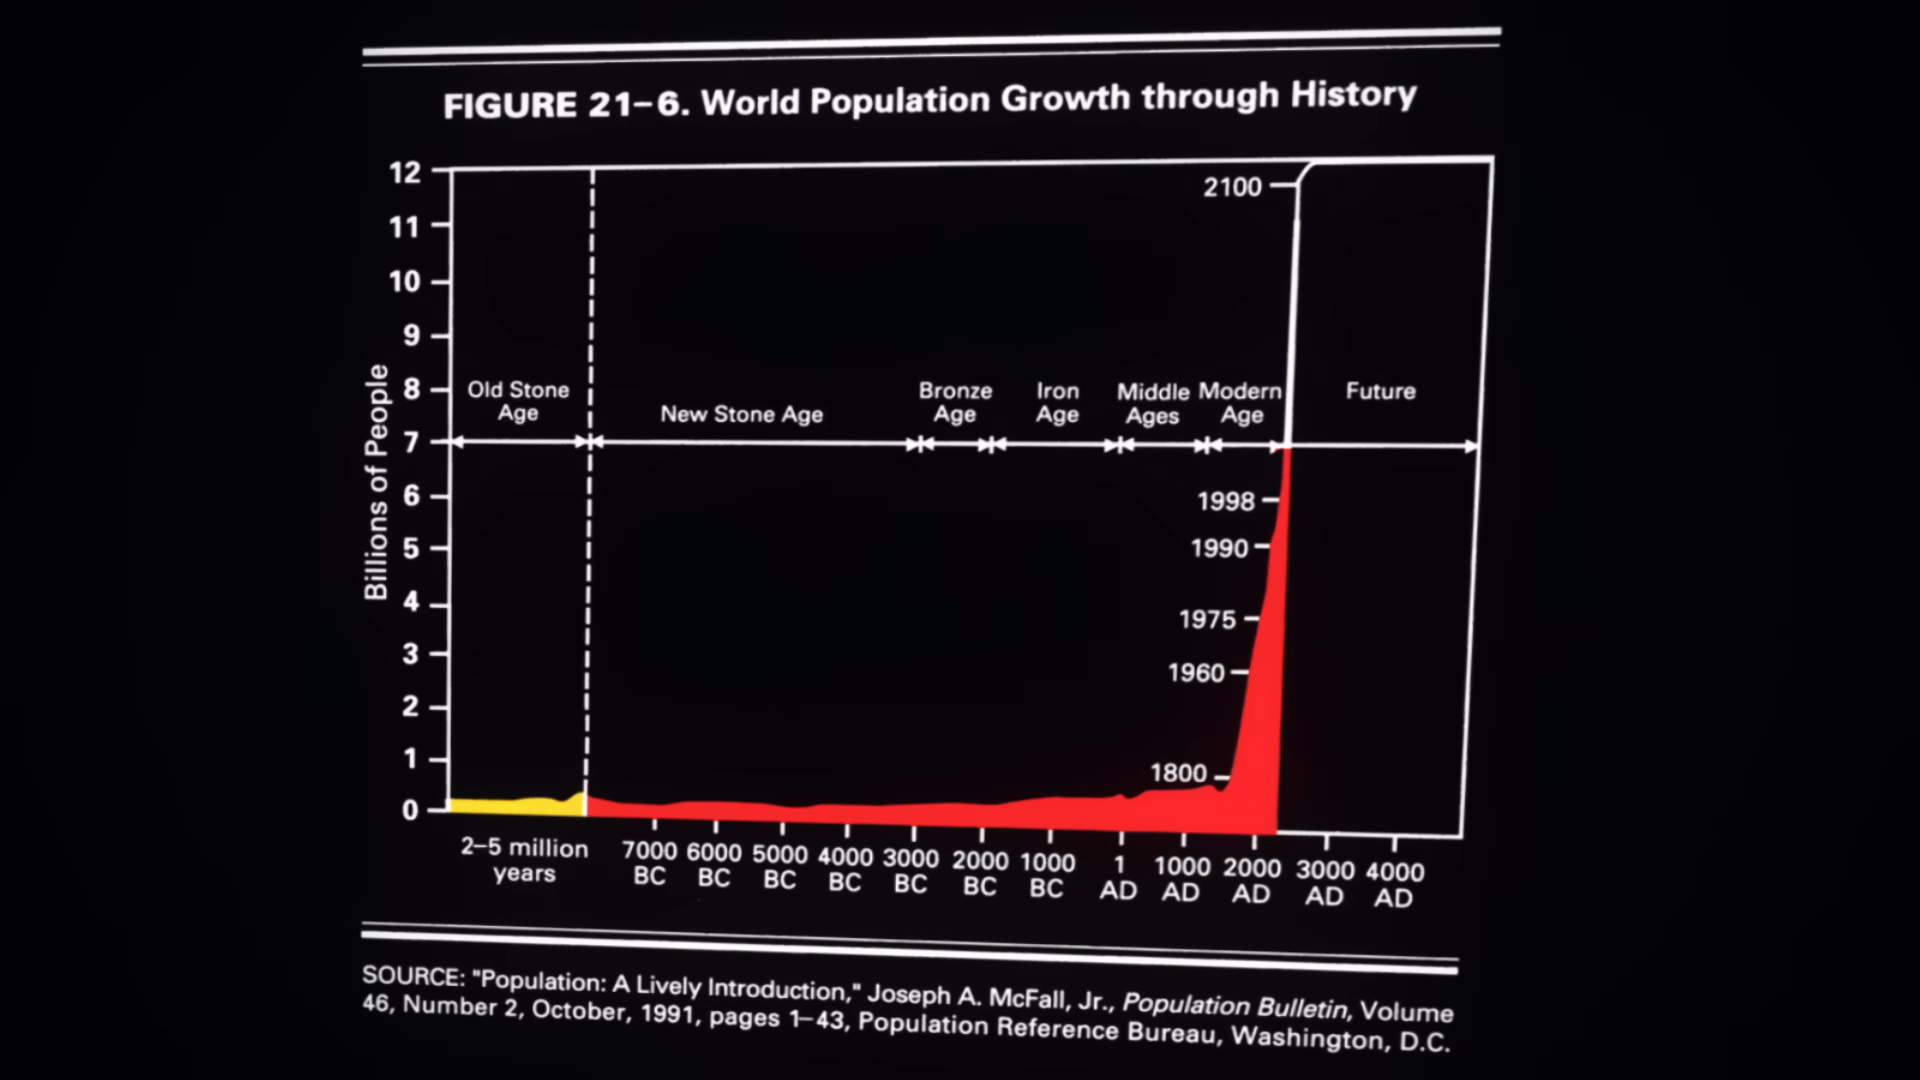 FIGURE 21–6. World Population Growth through History
12
11
10
9
8
7
6
5
4
3
2
1
0
Billions of People
Old Stone
Age
New Stone Age
Bronze
Age
Iron
Age
Middle
Ages
Modern
Age
Future
2100
1998
1990
1975
1960
1800
2–5 million
years
7000
BC
6000
BC
5000
BC
4000
BC
3000
BC
2000
BC
1000
BC
1
AD
1000
AD
2000
AD
3000
AD
4000
AD
SOURCE: "Population: A Lively Introduction," Joseph A. McFall, Jr., Population Bulletin, Volume
46, Number 2, October, 1991, pages 1–43, Population Reference Bureau, Washington, D.C.